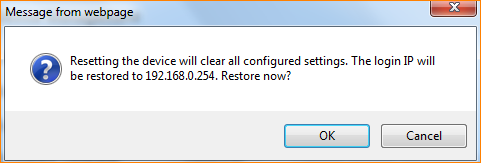 Message from webpage
Resetting the device will clear all configured settings. The login IP will
be restored to 192.168.0.254. Restore now?
OK
Cancel